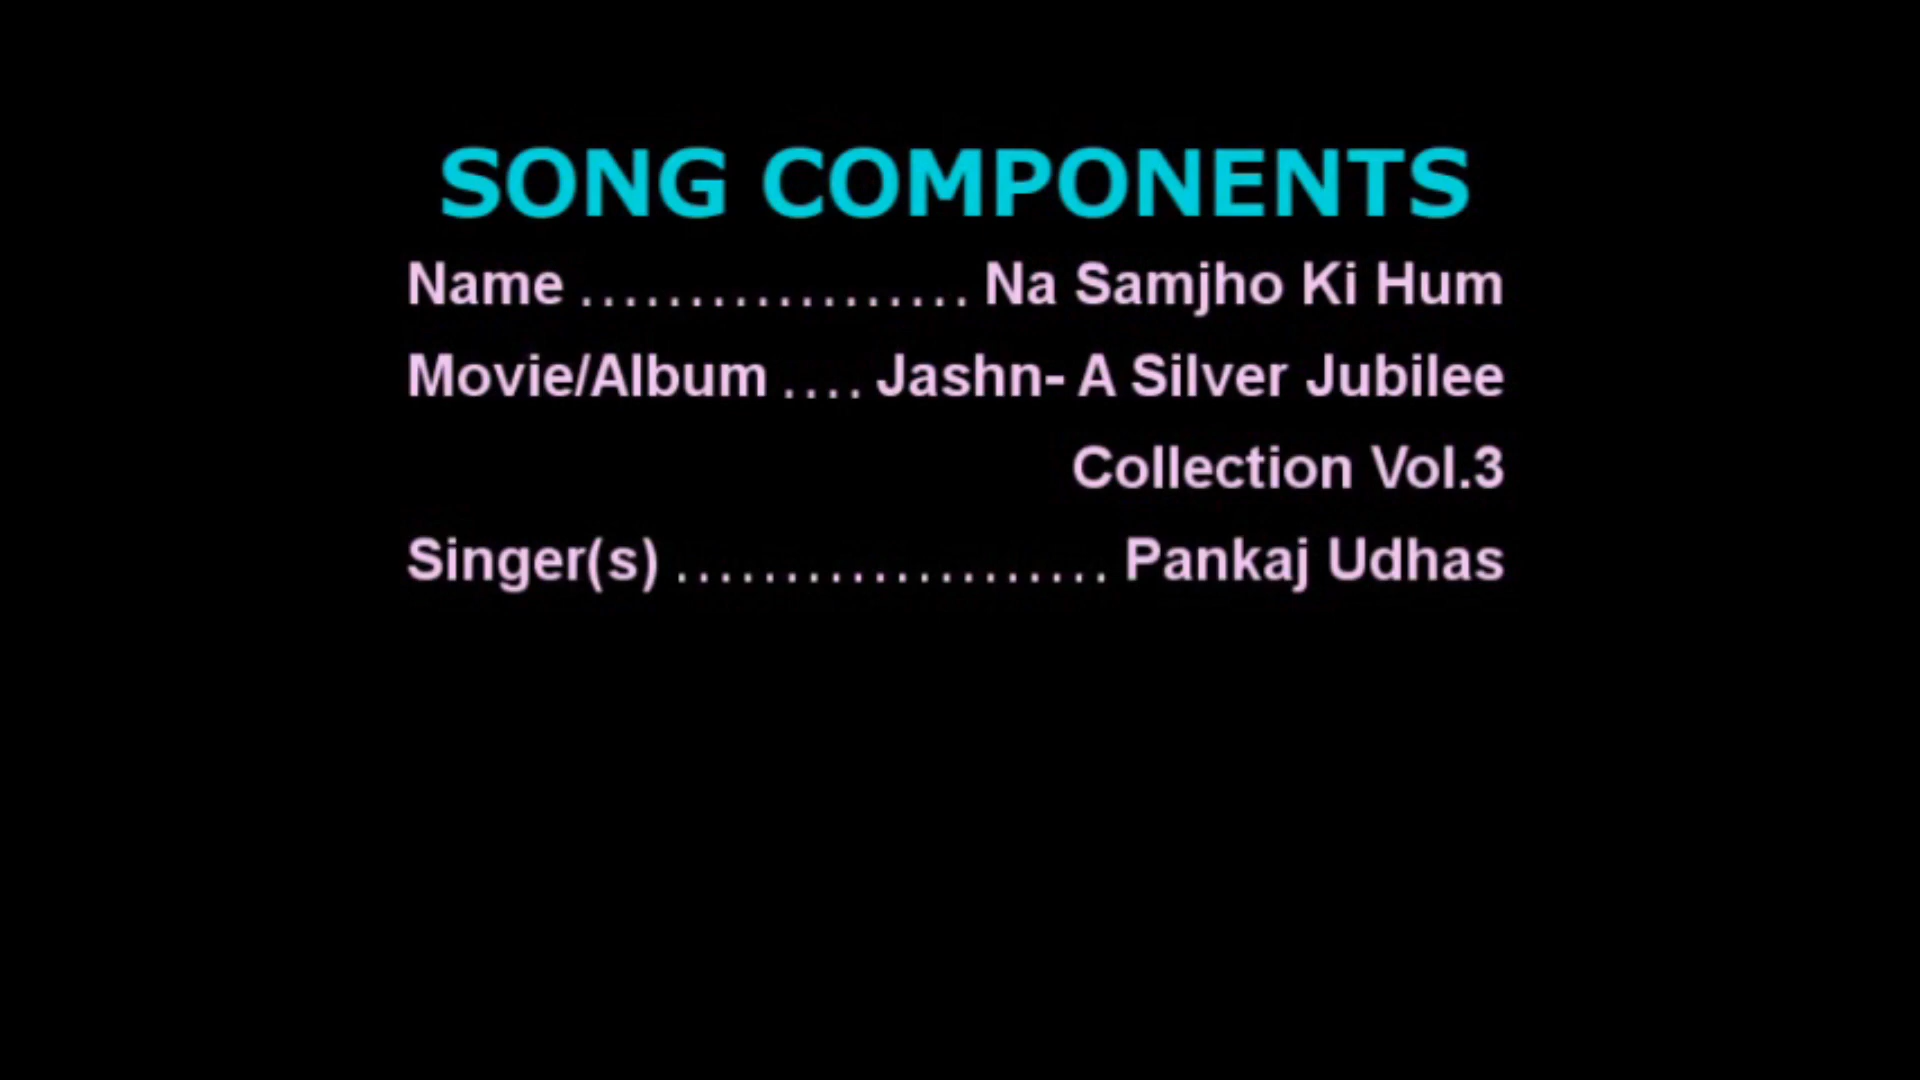 SONG COMPONENTS
Name .................. Na Samjho Ki Hum
Movie/Album .... Jashn- A Silver Jubilee
Collection Vol.3
Singer(s) .................... Pankaj Udhas